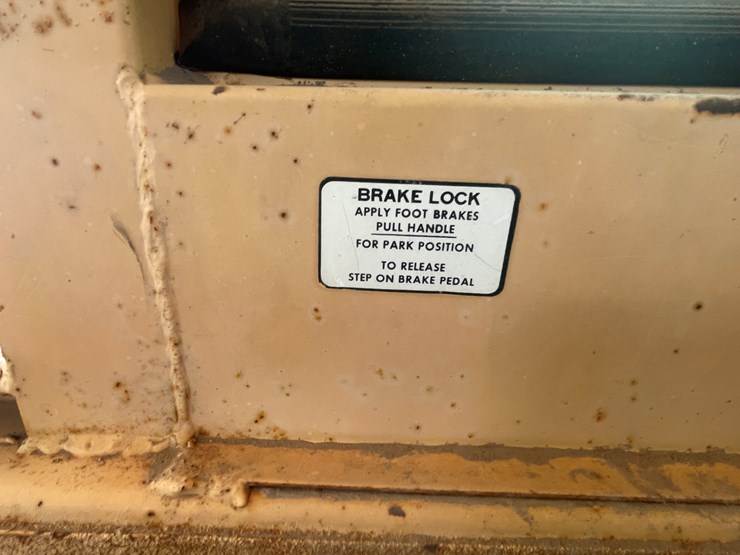 BRAKE LOCK
APPLY FOOT BRAKES
PULL HANDLE
FOR PARK POSITION
TO RELEASE
STEP ON BRAKE PEDAL